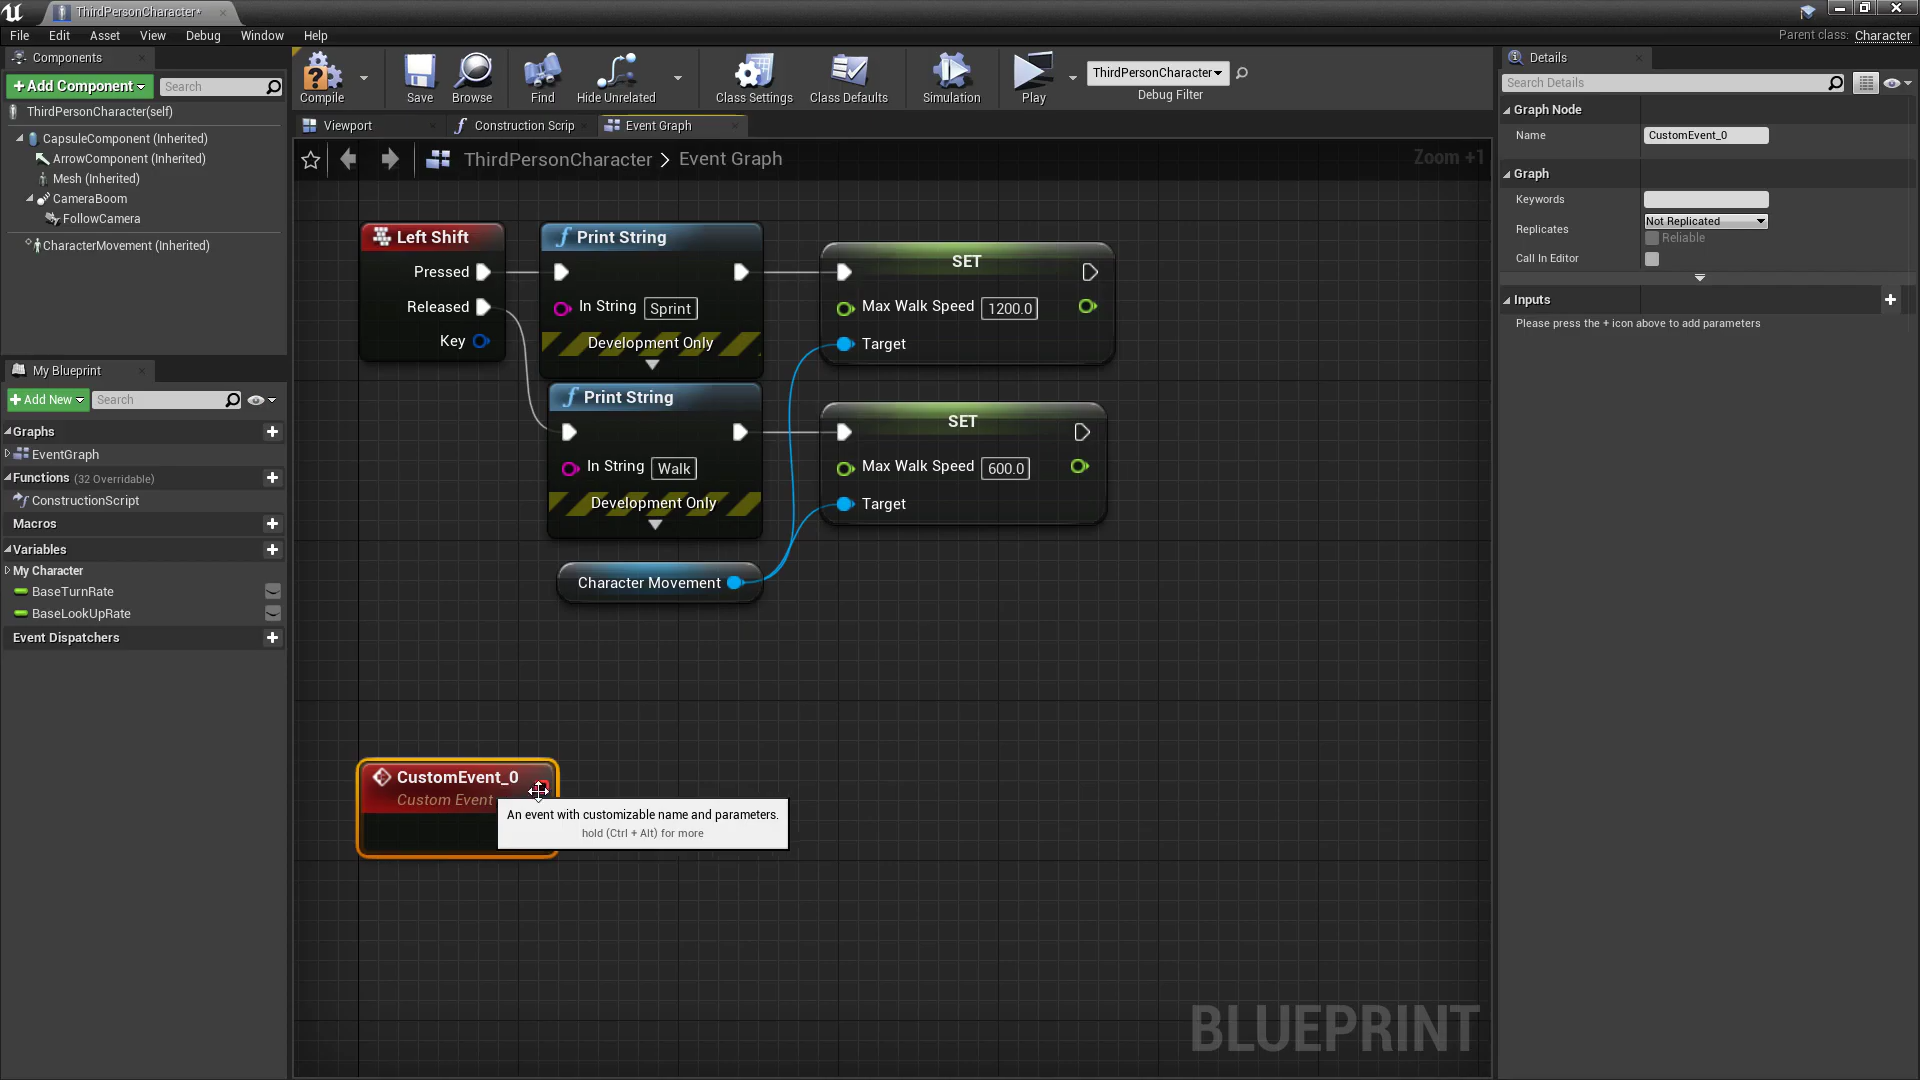 ThirdPersonCharacter*
File Edit Asset View Debug Window Help
Parent class: Character
Components
+Add Component
Search
ThirdPersonCharacter(self)
CapsuleComponent (Inherited)
ArrowComponent (Inherited)
Mesh (Inherited)
CameraBoom
FollowCamera
CharacterMovement (Inherited)
My Blueprint
+Add New
Search
Graphs
EventGraph
Functions (32 Overridable)
ConstructionScript
Macros
Variables
My Character
BaseTurnRate
BaseLookUpRate
Event Dispatchers
Compile
Save
Browse
Find
Hide Unrelated
Class Settings
Class Defaults
Simulation
Play
ThirdPersonCharacter
Debug Filter
Viewport
Construction Scrip
Event Graph
ThirdPersonCharacter > Event Graph
Zoom +1
Left Shift
Pressed
Released
Key
Print String
In String Sprint
Development Only
SET
Max Walk Speed 1200.0
Target
Print String
In String Walk
Development Only
SET
Max Walk Speed 600.0
Target
Character Movement
CustomEvent_0
Custom Event
An event with customizable name and parameters.
hold (Ctrl + Alt) for more
BLUEPRINT
Details
Search Details
Graph Node
Name CustomEvent_0
Graph
Keywords
Replicates Not Replicated
Reliable
Call In Editor
Inputs
Please press the + icon above to add parameters